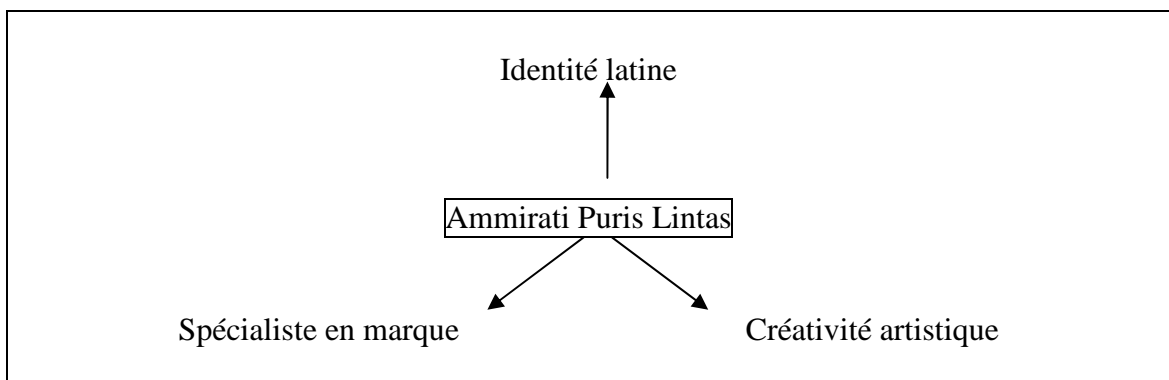 Identité latine
Ammirati Puris Lintas
Spécialiste en marque
Créativité artistique